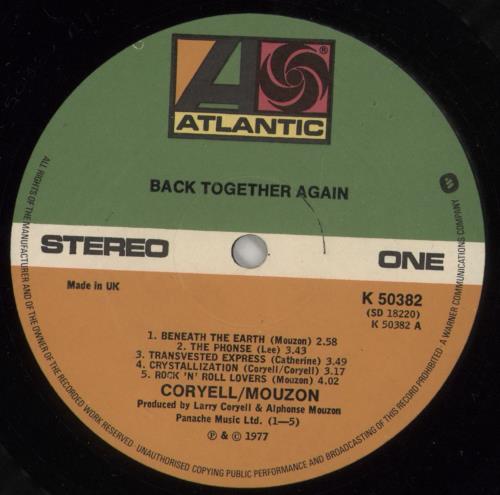 ATLANTIC
BACK TOGETHER AGAIN
STEREO ONE
Made in UK
K 50382
(SD 18220)
K 50382 A
1. BENEATH THE EARTH (Mouzon) 2.58
2. THE PHONSE (Lee) 3.43
3. TRANSVESTED EXPRESS (Catherine) 3.49
4. CRYSTALLIZATION (Coryell/Coryell) 3.17
5. ROCK 'N' ROLL LOVERS (Mouzon) 4.02
CORYELL/MOUZON
Produced by Larry Coryell & Alphonse Mouzon
Panache Music Ltd. (1–5)
℗ & © 1977
ALL RIGHTS OF THE MANUFACTURER AND OF THE OWNER OF THE RECORDED WORK RESERVED UNAUTHORISED COPYING PUBLIC PERFORMANCE AND BROADCASTING OF THIS RECORD PROHIBITED A WARNER COMMUNICATIONS COMPANY